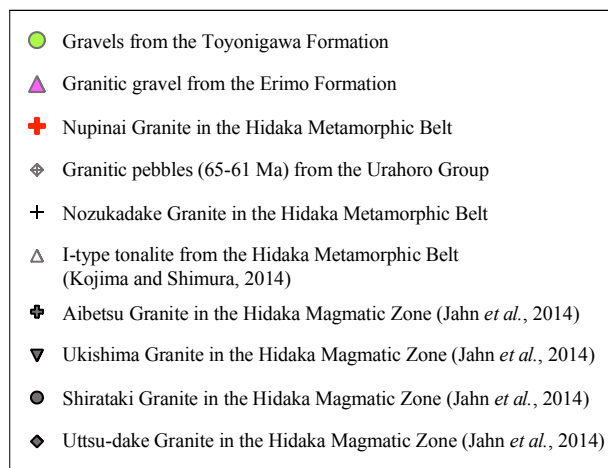 Gravels from the Toyonigawa Formation
Granitic gravel from the Erimo Formation
Nupinai Granite in the Hidaka Metamorphic Belt
Granitic pebbles (65-61 Ma) from the Urahoro Group
Nozukadake Granite in the Hidaka Metamorphic Belt
I-type tonalite from the Hidaka Metamorphic Belt
(Kojima and Shimura, 2014)
Aibetsu Granite in the Hidaka Magmatic Zone (Jahn et al., 2014)
Ukishima Granite in the Hidaka Magmatic Zone (Jahn et al., 2014)
Shirataki Granite in the Hidaka Magmatic Zone (Jahn et al., 2014)
Uttsu-dake Granite in the Hidaka Magmatic Zone (Jahn et al., 2014)